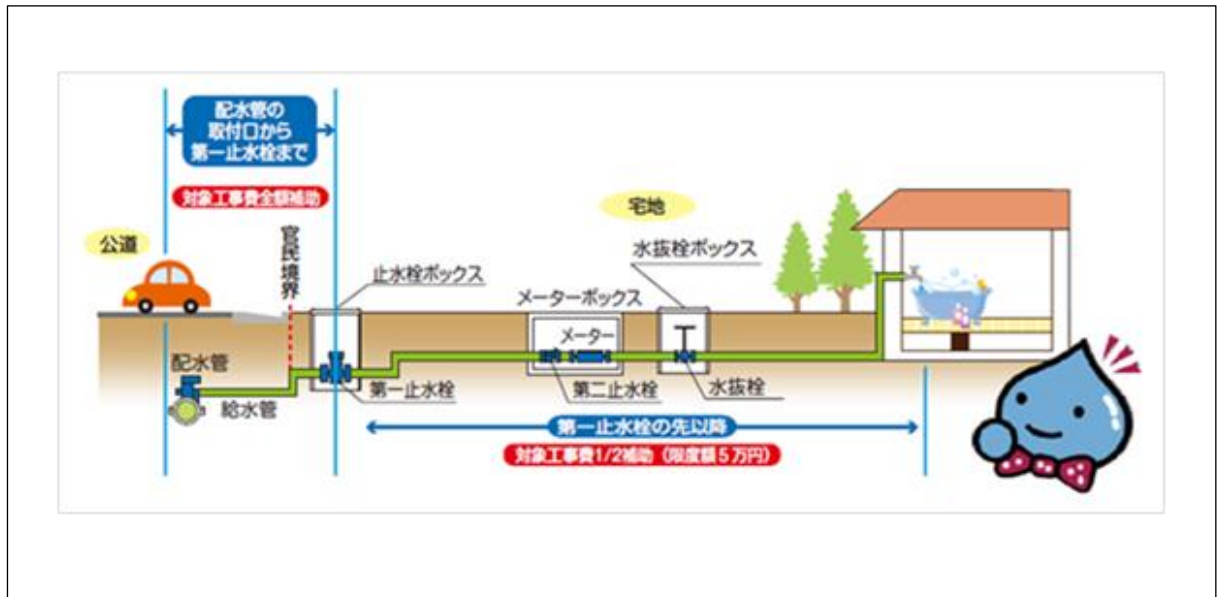 配水管の
取付口から
第一止水栓まで
対象工事費全額補助
公道
官民境界
宅地
止水栓ボックス
水抜栓ボックス
メーターボックス
メーター
配水管
給水管
第一止水栓
第二止水栓
水抜栓
第一止水栓の先以降
対象工事費1/2補助（限度額5万円）